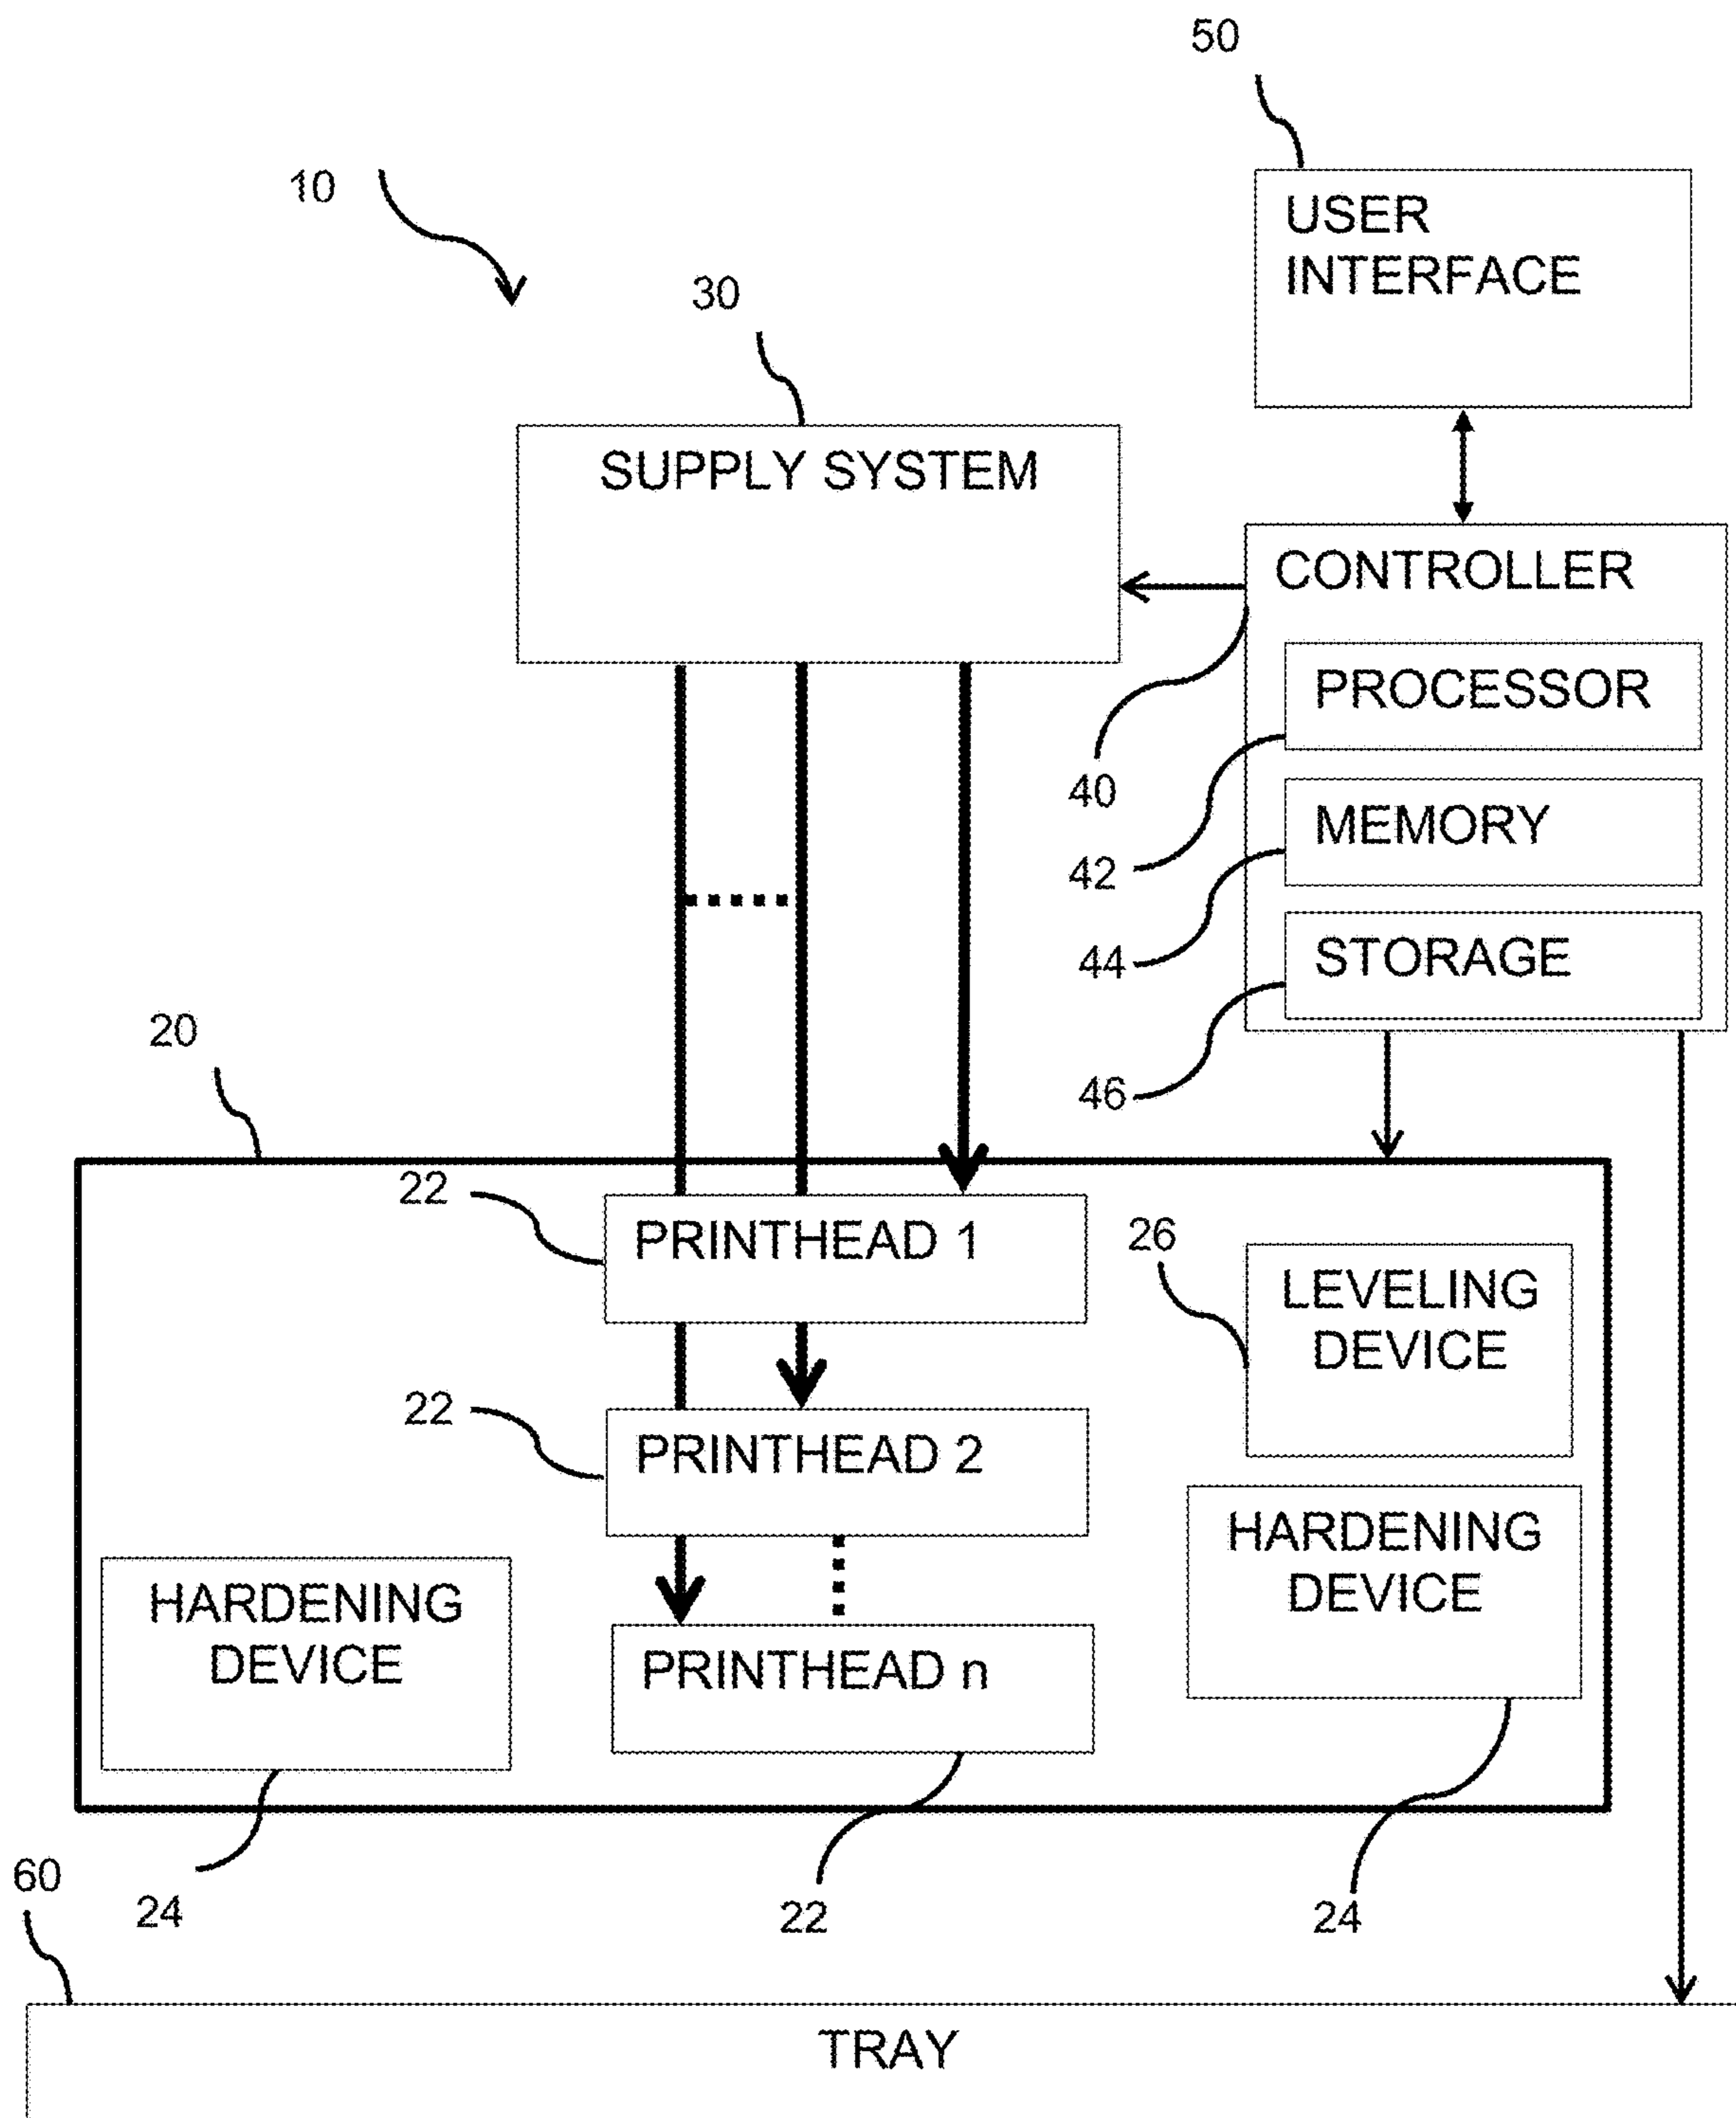 50
10
USER
INTERFACE
30
SUPPLY SYSTEM
CONTROLLER
PROCESSOR
40
MEMORY
42
44
STORAGE
20
46
22
PRINTHEAD 1
26
LEVELING
DEVICE
22
PRINTHEAD 2
HARDENING
DEVICE
HARDENING
DEVICE
PRINTHEAD n
60
24
22
24
TRAY